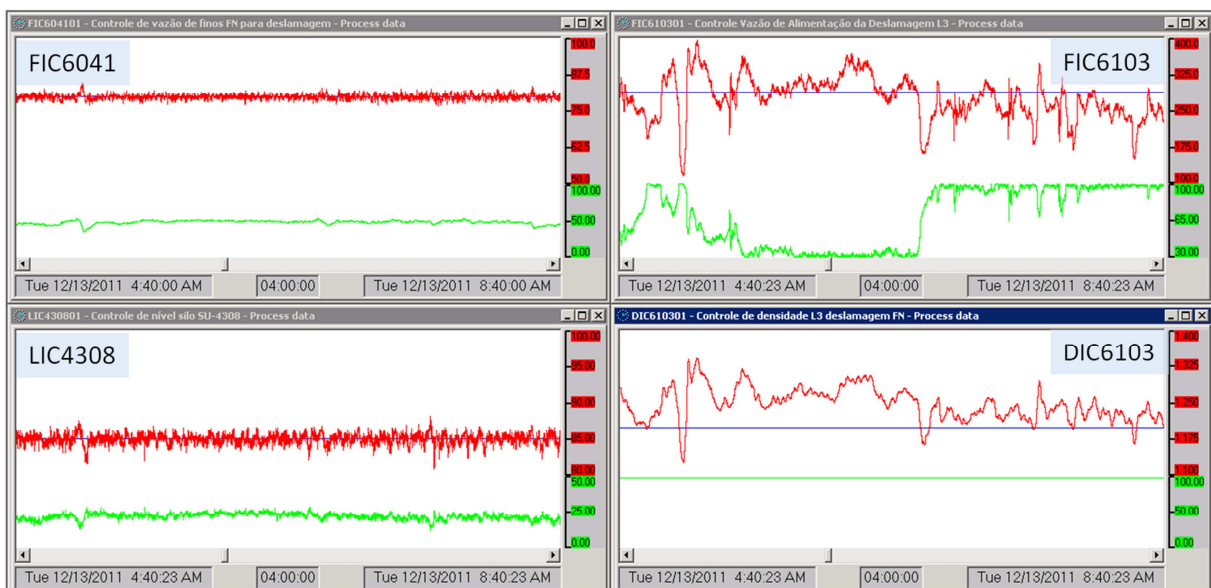 FIC604101 - Controle de vazão de finos FN para deslamagem - Process data
FIC6041
100.0
87.5
75.0
62.5
50.0
100.00
50.00
0.00
Tue 12/13/2011 4:40:00 AM
04:00:00
Tue 12/13/2011 8:40:00 AM
FIC610301 - Controle Vazão de Alimentação da Deslamagem L3 - Process data
FIC6103
400.0
325.0
250.0
175.0
100.0
100.00
65.00
30.00
Tue 12/13/2011 4:40:23 AM
04:00:00
Tue 12/13/2011 8:40:23 AM
LIC430801 - Controle de nível silo SU-4308 - Process data
LIC4308
100.00
95.00
90.00
85.00
80.00
50.00
25.00
0.00
Tue 12/13/2011 4:40:23 AM
04:00:00
Tue 12/13/2011 8:40:23 AM
DIC610301 - Controle de densidade L3 deslamagem FN - Process data
DIC6103
1.400
1.325
1.250
1.175
1.100
100.00
50.00
0.00
Tue 12/13/2011 4:40:23 AM
04:00:00
Tue 12/13/2011 8:40:23 AM